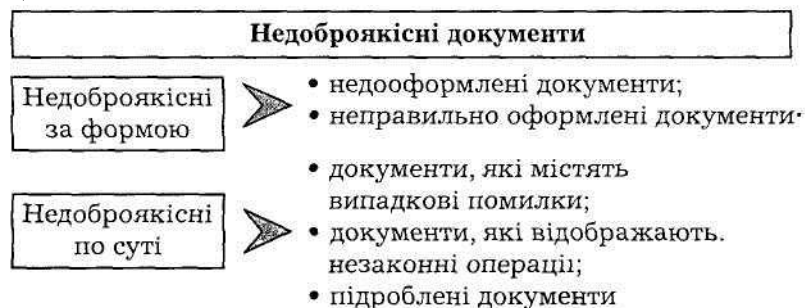 Недоброякісні документи
Недоброякісні
за формою
• недооформлені документи;
• неправильно оформлені документи·
Недоброякісні
по суті
• документи, які містять
випадкові помилки;
• документи, які відображають.
незаконні операції;
• підроблені документи